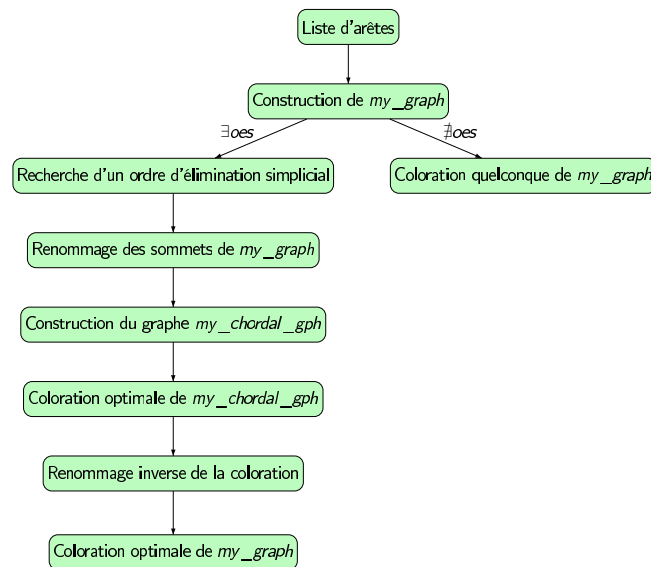 Liste d'arêtes
Construction de my_graph
∃oes
∄oes
Recherche d'un ordre d'élimination simplicial
Coloration quelconque de my_graph
Renommage des sommets de my_graph
Construction du graphe my_chordal_gph
Coloration optimale de my_chordal_gph
Renommage inverse de la coloration
Coloration optimale de my_graph